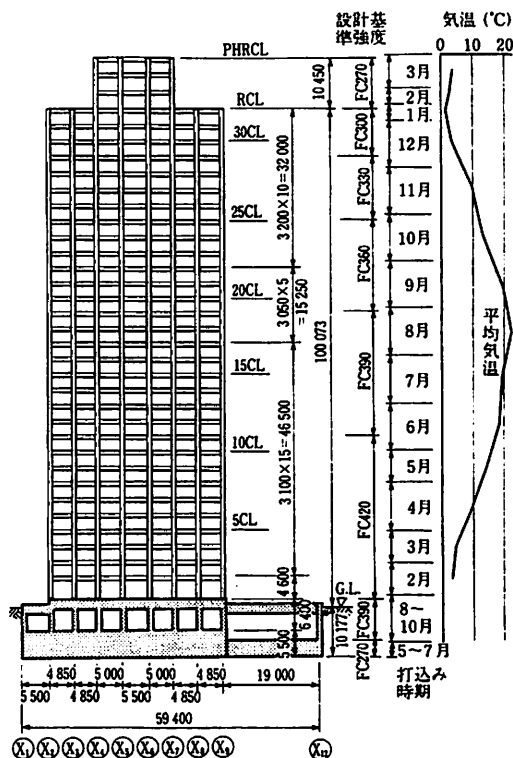 設計基
準強度
気温 (℃)
0 10 20
PHRCL
RCL
30CL
25CL
20CL
15CL
10CL
5CL
G.L.
10 450
3 200×10=32 000
3 050×5
=15 250
3 100×15=46 500
4 600
100 073
6 400
5 500
10 177
FC270
FC300
FC330
FC360
FC390
FC420
FC390
FC270
3月
2月
1月
12月
11月
10月
9月
8月
7月
6月
5月
4月
3月
2月
8〜
10月
5〜7月
打込み
時期
平均気温
4 850 5 000 5 000 4 850 19 000
5 500 4 850 5 500 4 850 5 500
59 400
X1 X2 X3 X4 X5 X6 X7 X8 X9 X12